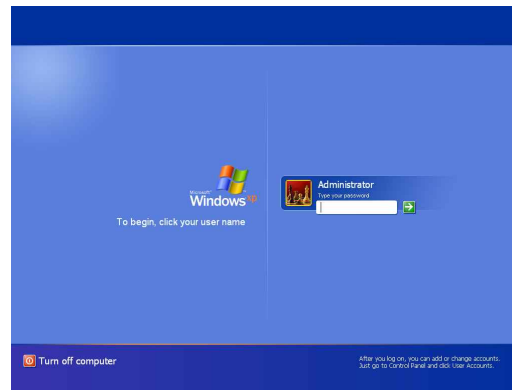 Microsoft
Windows xp
To begin, click your user name
Administrator
Type your password
Turn off computer
After you log on, you can add or change accounts.
Just go to Control Panel and click User Accounts.